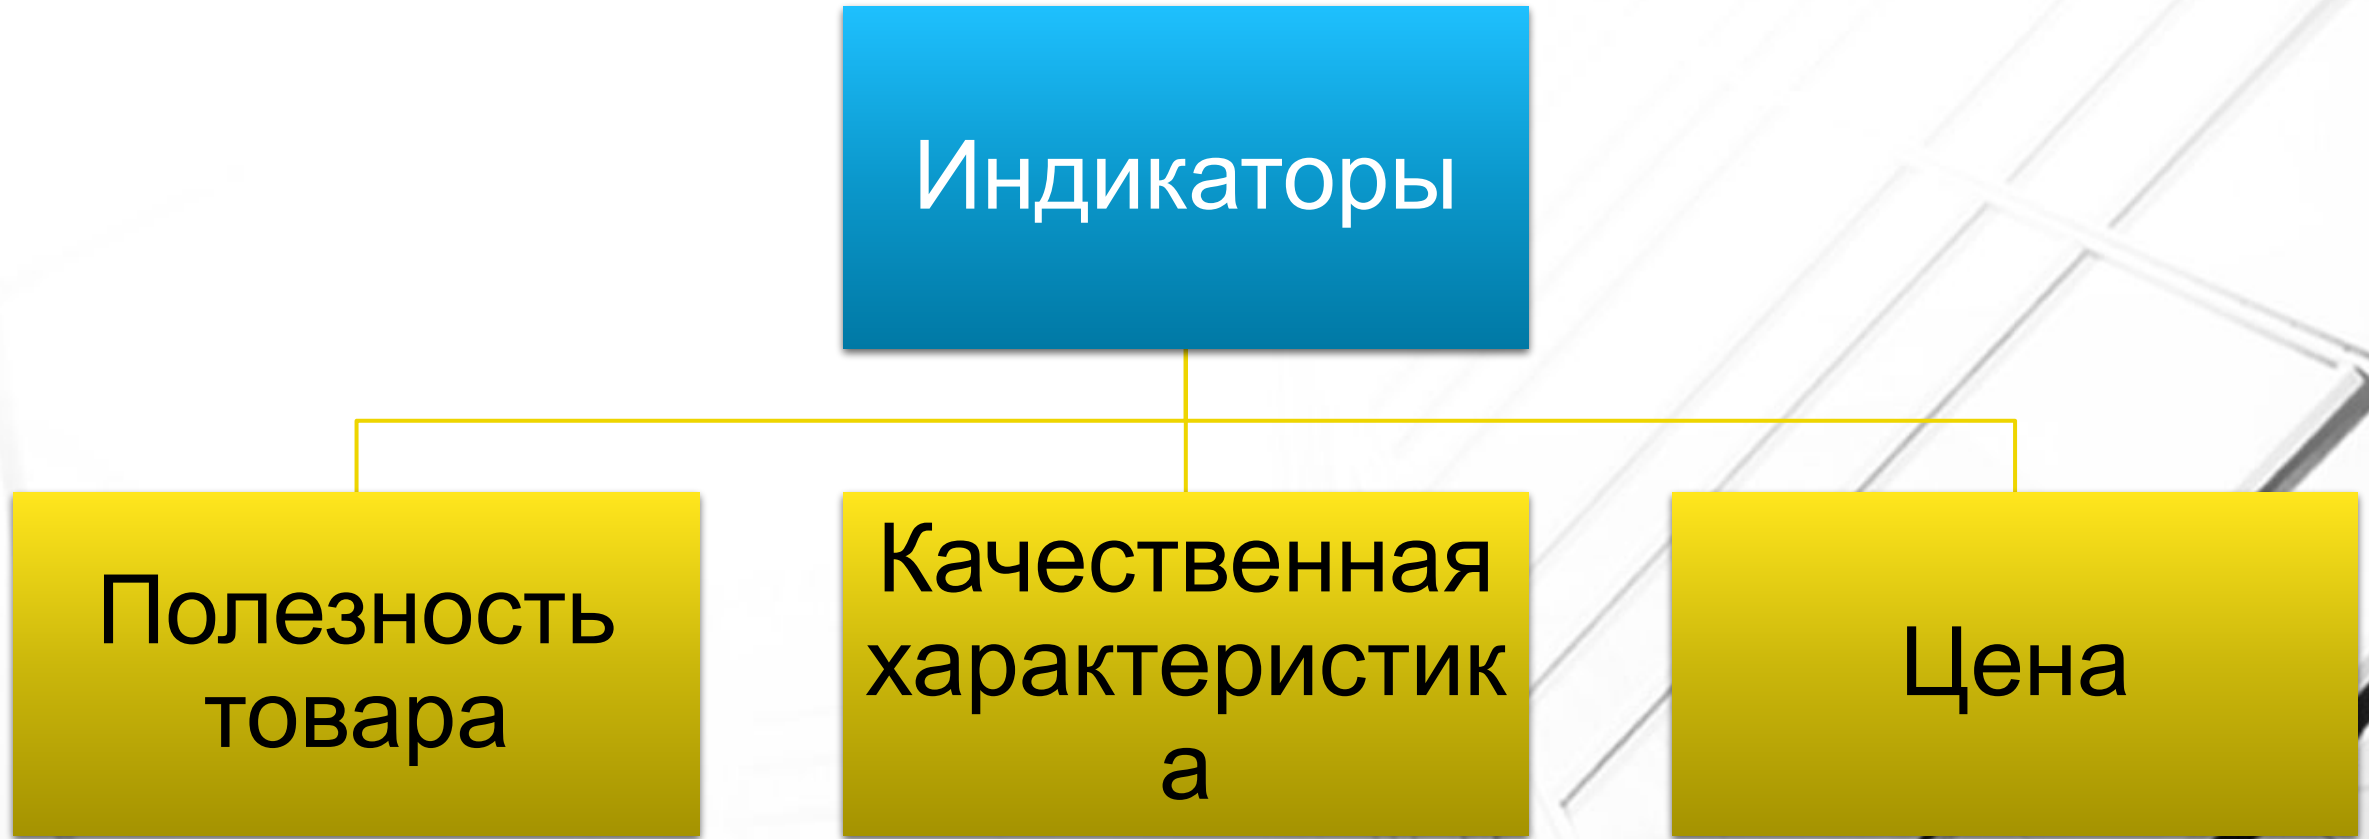 Индикаторы
Полезность
товара
Качественная
характеристик
а
Цена